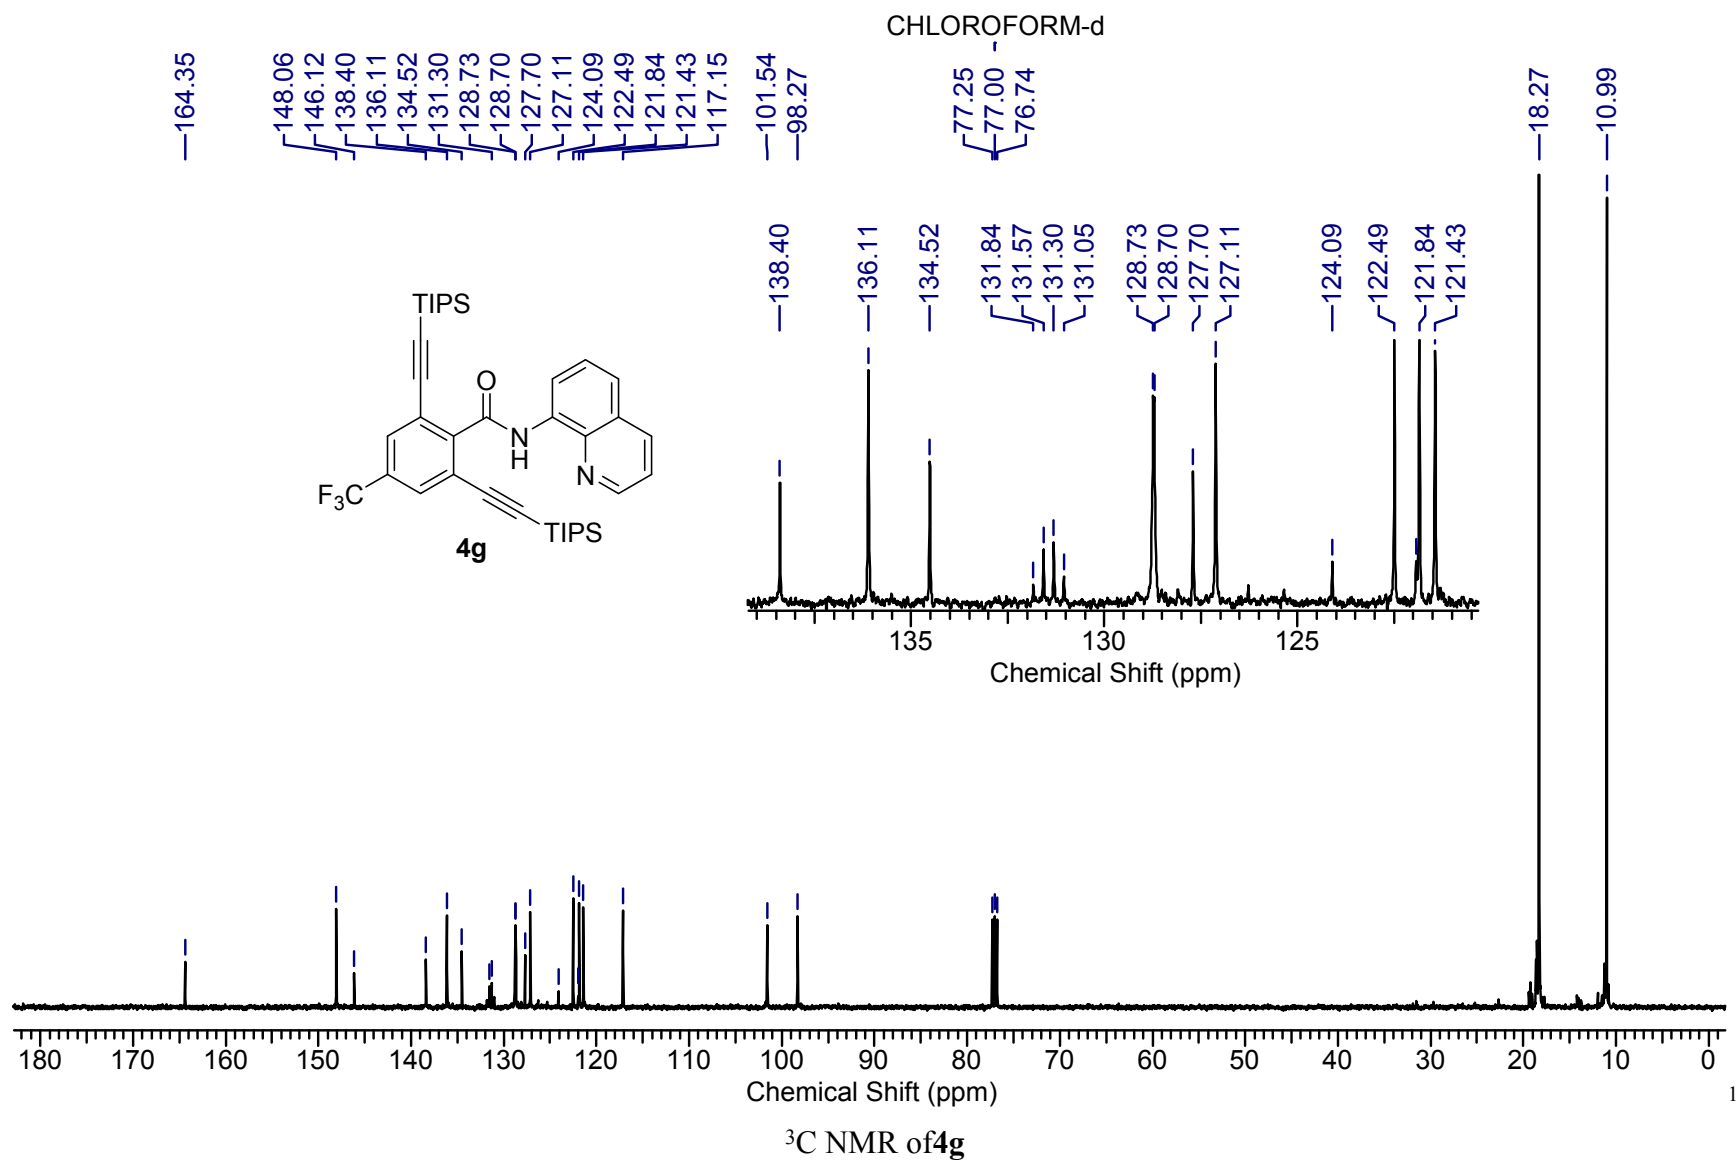 CHLOROFORM-d
164.35
148.06
146.12
138.40
136.11
134.52
131.30
128.73
128.70
127.70
127.11
124.09
122.49
121.84
121.43
117.15
101.54
98.27
77.25
77.00
76.74
18.27
10.99
138.40
136.11
134.52
131.84
131.57
131.30
131.05
128.73
128.70
127.70
127.11
124.09
122.49
121.84
121.43
TIPS
O
N
H
N
F3C
TIPS
4g
135 130 125
Chemical Shift (ppm)
180 170 160 150 140 130 120 110 100 90 80 70 60 50 40 30 20 10 0
Chemical Shift (ppm)
1
³C NMR of4g